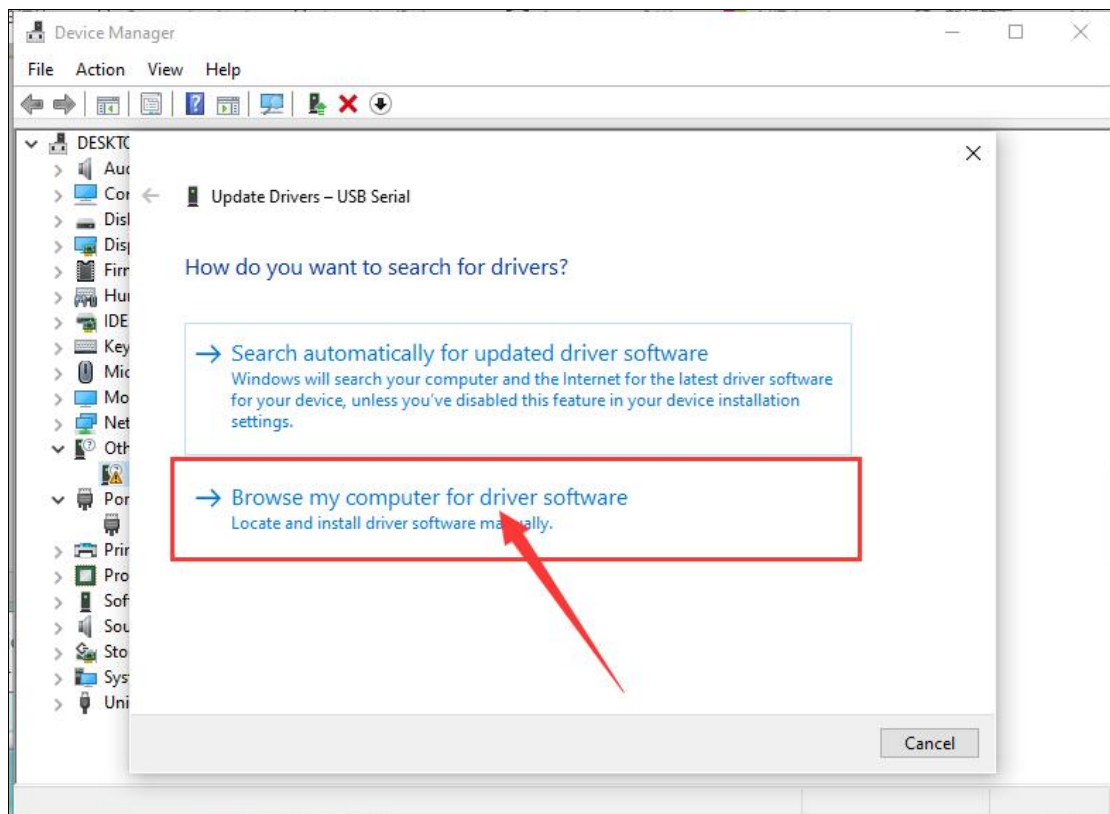 Device Manager
File Action View Help
Update Drivers – USB Serial
How do you want to search for drivers?
Search automatically for updated driver software
Windows will search your computer and the Internet for the latest driver software
for your device, unless you've disabled this feature in your device installation
settings.
Browse my computer for driver software
Locate and install driver software manually.
Cancel